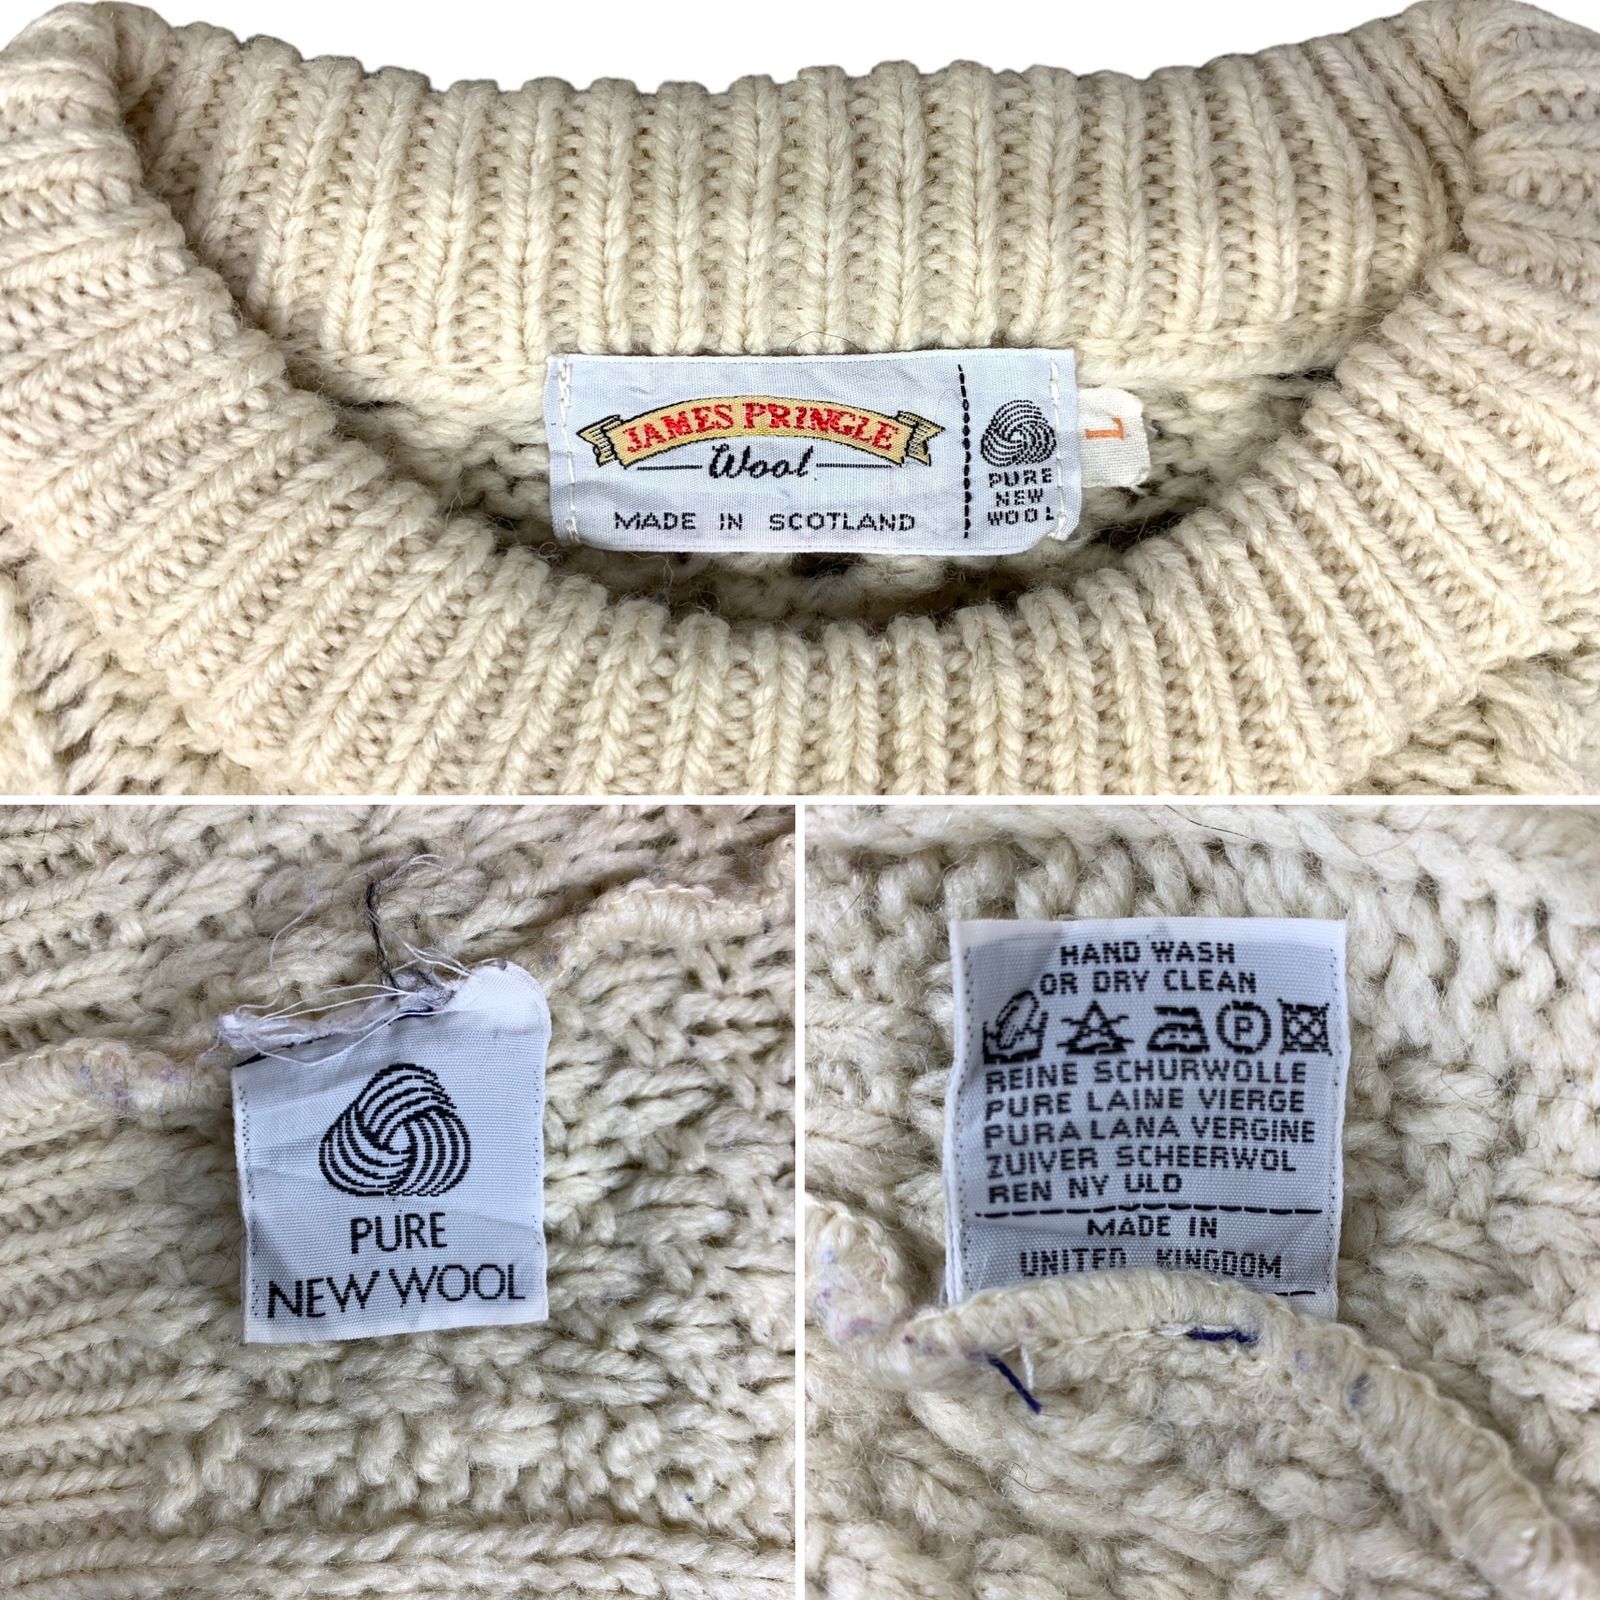 JAMES PRINGLE
Wool
MADE IN SCOTLAND
PURE
NEW
WOOL
L
PURE
NEW WOOL
HAND WASH
OR DRY CLEAN
P
REINE SCHURWOLLE
PURE LAINE VIERGE
PURA LANA VERGINE
ZUIVER SCHEERWOL
REN NY ULD
MADE IN
UNITED KINGDOM